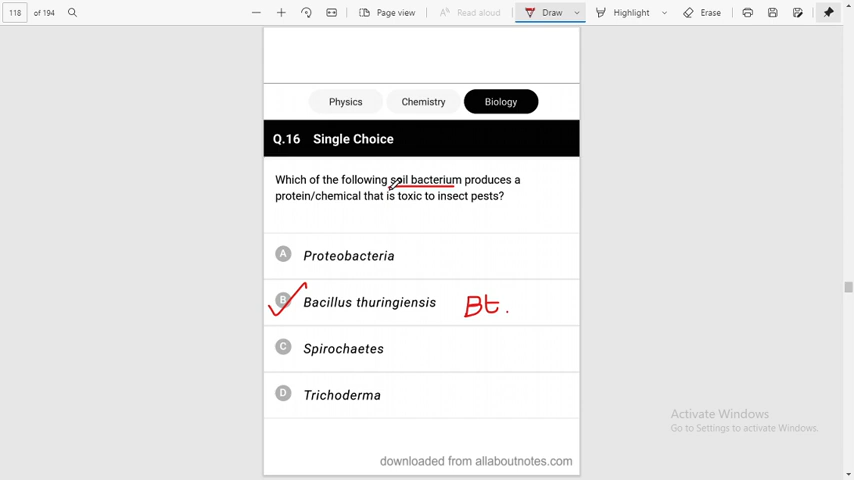 118 of 194 Page view Read aloud Draw Highlight Erase
Physics Chemistry Biology
Q.16 Single Choice
Which of the following soil bacterium produces a
protein/chemical that is toxic to insect pests?
A Proteobacteria
B Bacillus thuringiensis Bt.
C Spirochaetes
D Trichoderma
Activate Windows
Go to Settings to activate Windows.
downloaded from allaboutnotes.com